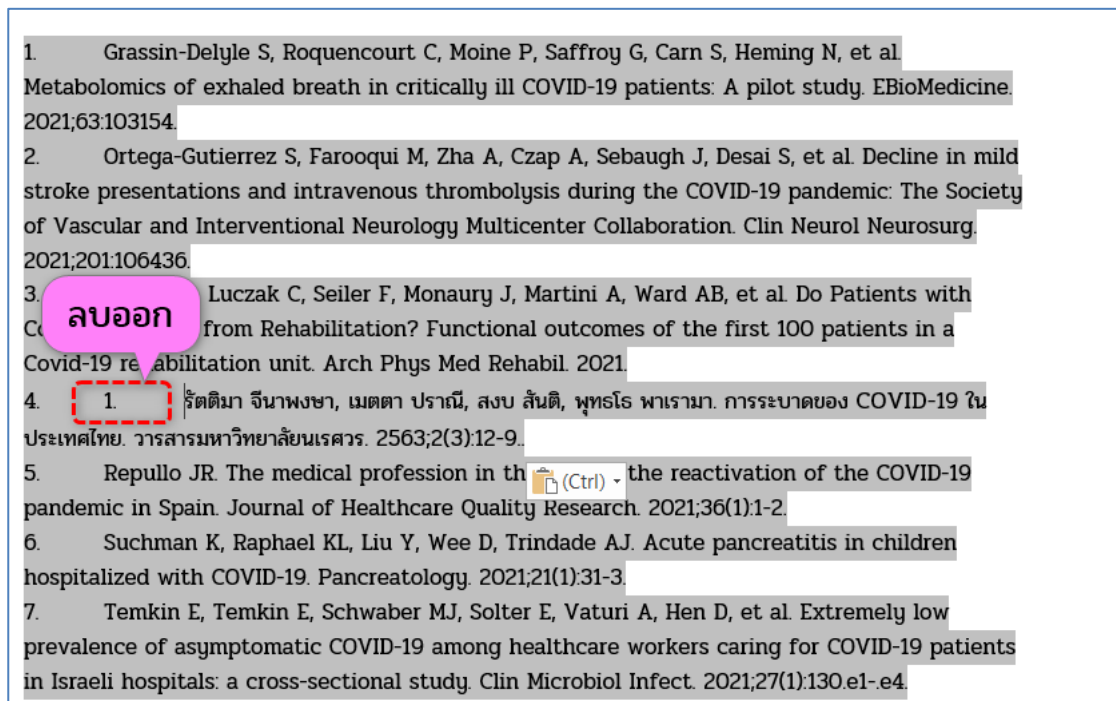 1. Grassin-Delyle S, Roquencourt C, Moine P, Saffroy G, Carn S, Heming N, et al.
Metabolomics of exhaled breath in critically ill COVID-19 patients: A pilot study. EBioMedicine.
2021;63:103154.
2. Ortega-Gutierrez S, Farooqui M, Zha A, Czap A, Sebaugh J, Desai S, et al. Decline in mild
stroke presentations and intravenous thrombolysis during the COVID-19 pandemic: The Society
of Vascular and Interventional Neurology Multicenter Collaboration. Clin Neurol Neurosurg.
2021;201:106436.
3. Luczak C, Seiler F, Monaury J, Martini A, Ward AB, et al. Do Patients with
ลบออก
from Rehabilitation? Functional outcomes of the first 100 patients in a
Covid-19 rehabilitation unit. Arch Phys Med Rehabil. 2021.
4. 1. รัตติมา จีนาพงษา, เมตตา ปราณี, สงบ สันติ, พุทธโธ พาเรามา. การระบาดของ COVID-19 ใน
ประเทศไทย. วารสารมหาวิทยาลัยนเรศวร. 2563;2(3):12-9..
5. Repullo JR. The medical profession in the reactivation of the COVID-19
(Ctrl)
pandemic in Spain. Journal of Healthcare Quality Research. 2021;36(1):1-2.
6. Suchman K, Raphael KL, Liu Y, Wee D, Trindade AJ. Acute pancreatitis in children
hospitalized with COVID-19. Pancreatology. 2021;21(1):31-3.
7. Temkin E, Temkin E, Schwaber MJ, Solter E, Vaturi A, Hen D, et al. Extremely low
prevalence of asymptomatic COVID-19 among healthcare workers caring for COVID-19 patients
in Israeli hospitals: a cross-sectional study. Clin Microbiol Infect. 2021;27(1):130.e1-.e4.